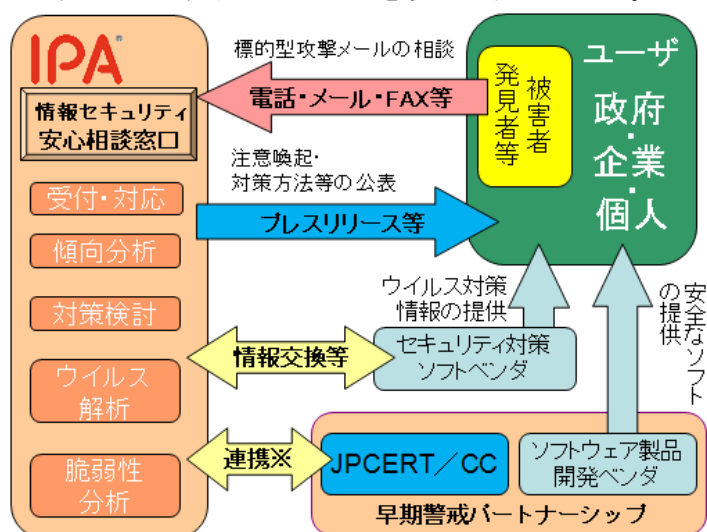 IPA
情報セキュリティ
安心相談窓口
受付・対応
傾向分析
対策検討
ウイルス
解析
脆弱性
分析
標的型攻撃メールの相談
電話・メール・FAX等
注意喚起・
対策方法等の公表
プレスリリース等
被害者
発見者等
ユーザ
政府・企業・個人
ウイルス対策
情報の提供
安全なソフト
の提供
情報交換等
セキュリティ対策
ソフトベンダ
連携※
JPCERT/CC
ソフトウェア製品
開発ベンダ
早期警戒パートナーシップ